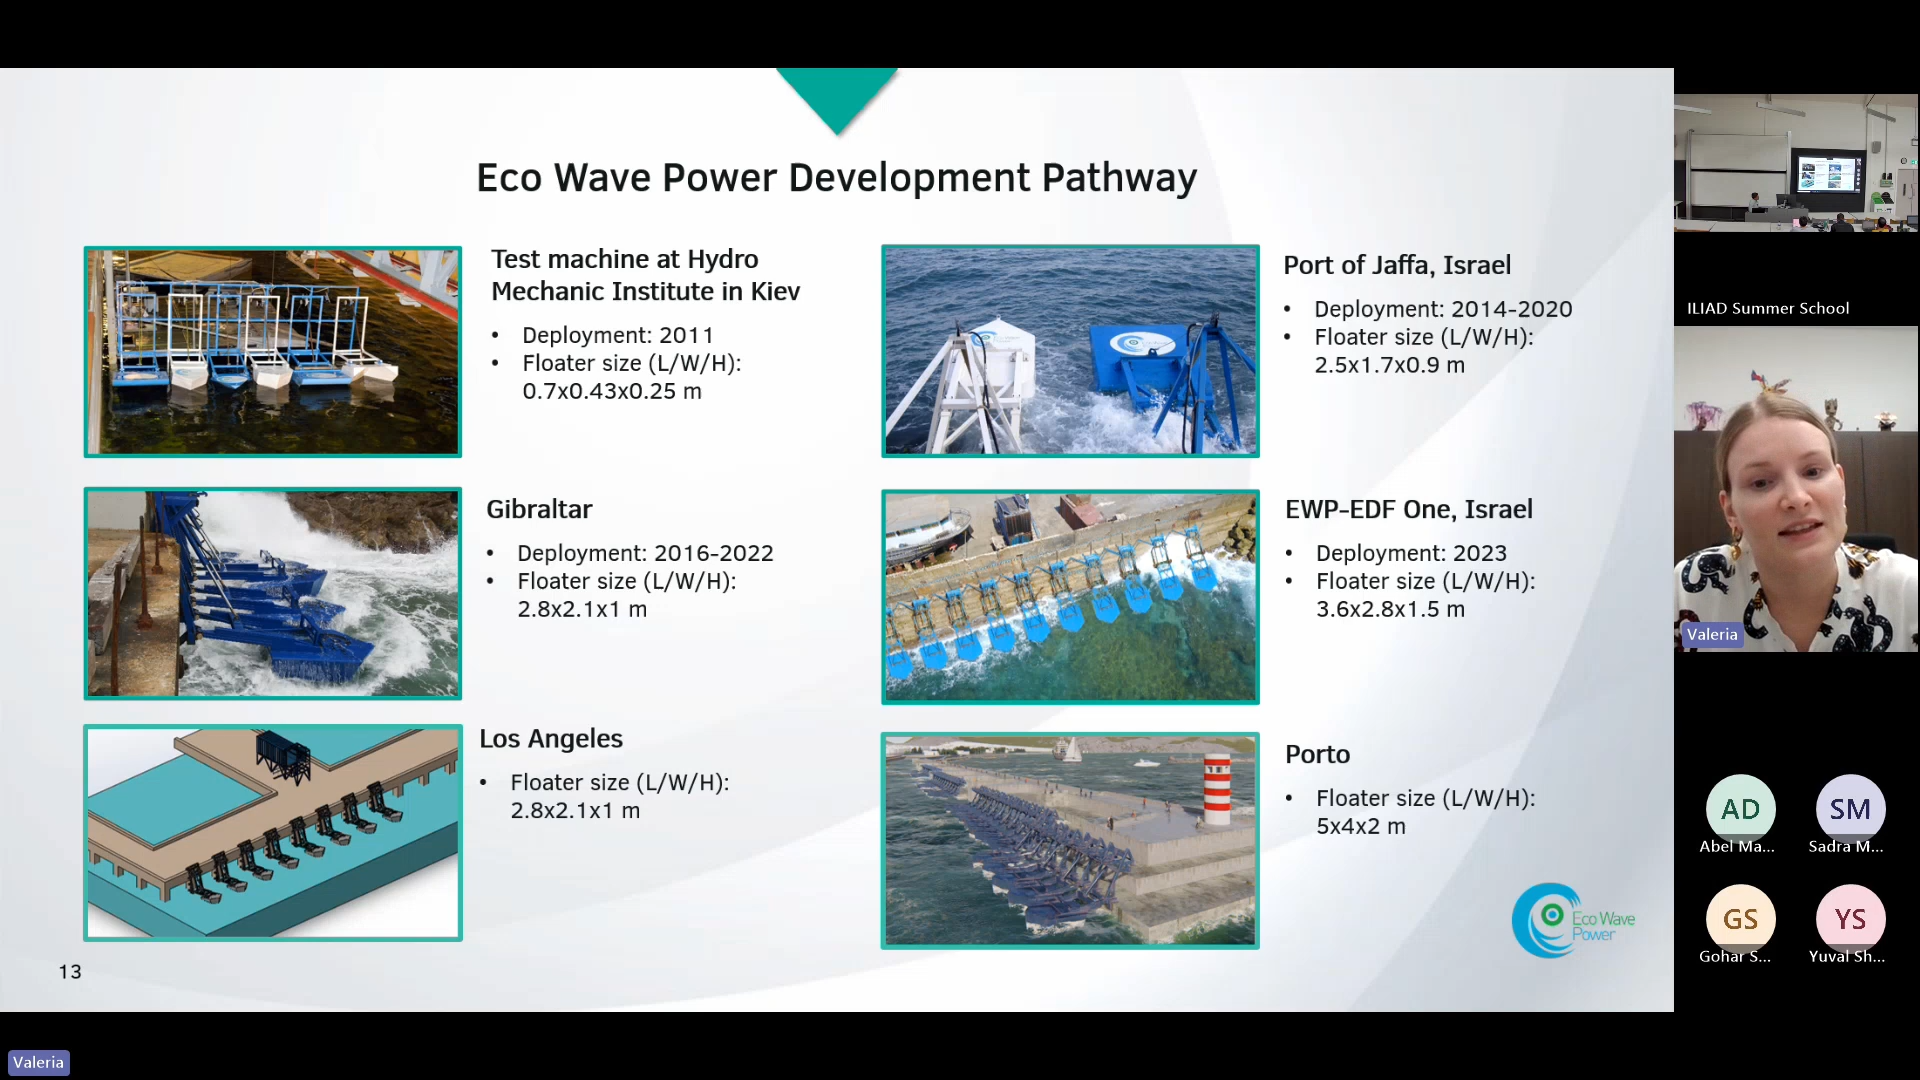 Eco Wave Power Development Pathway
Test machine at Hydro
Mechanic Institute in Kiev
• Deployment: 2011
• Floater size (L/W/H):
0.7x0.43x0.25 m
Port of Jaffa, Israel
• Deployment: 2014-2020
• Floater size (L/W/H):
2.5x1.7x0.9 m
Gibraltar
• Deployment: 2016-2022
• Floater size (L/W/H):
2.8x2.1x1 m
EWP-EDF One, Israel
• Deployment: 2023
• Floater size (L/W/H):
3.6x2.8x1.5 m
Los Angeles
• Floater size (L/W/H):
2.8x2.1x1 m
Porto
• Floater size (L/W/H):
5x4x2 m
Eco Wave
Power
13
ILIAD Summer School
Valeria
AD
Abel Ma...
SM
Sadra M...
GS
Gohar S...
YS
Yuval Sh...
Valeria